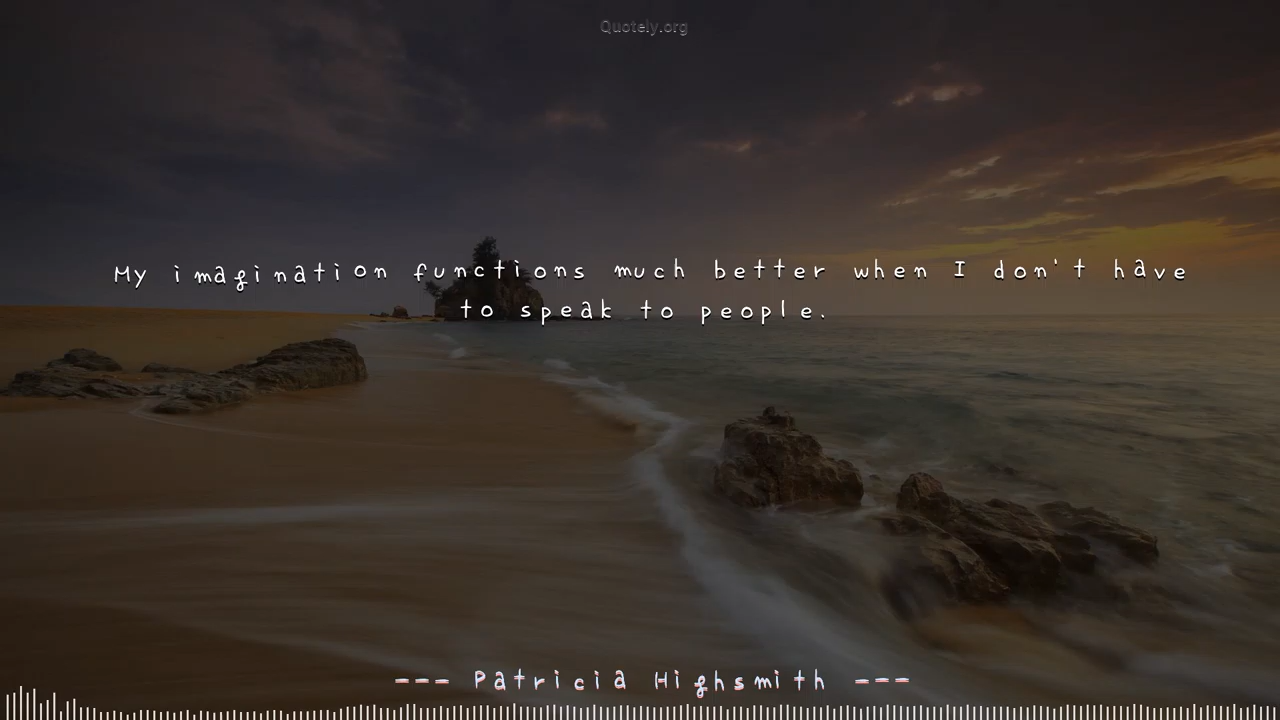 Quotely.org
My imagination functions much better when I don't have
to speak to people.
--- Patricia Highsmith ---